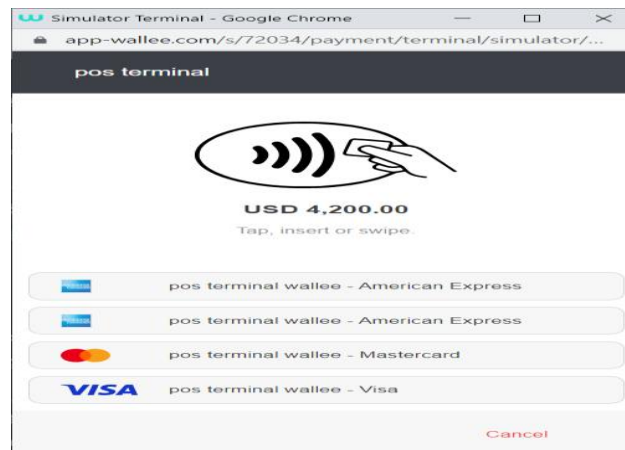 Simulator Terminal - Google Chrome
app-wallee.com/s/72034/payment/terminal/simulator/...
pos terminal
USD 4,200.00
Tap, insert or swipe.
pos terminal wallee - American Express
pos terminal wallee - American Express
pos terminal wallee - Mastercard
VISA pos terminal wallee - Visa
Cancel